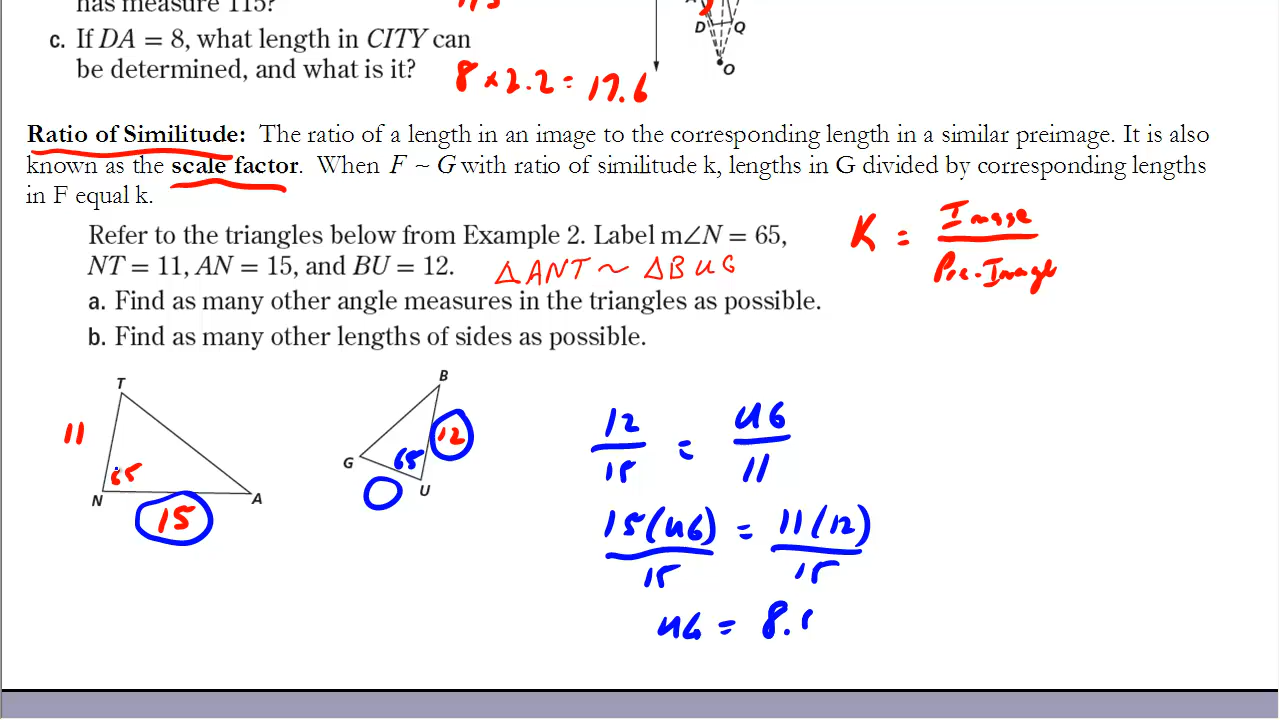 has measure 115?
c. If DA = 8, what length in CITY can
be determined, and what is it?
8 × 2.2 = 17.6
D
Q
O
Ratio of Similitude: The ratio of a length in an image to the corresponding length in a similar preimage. It is also
known as the scale factor. When F ~ G with ratio of similitude k, lengths in G divided by corresponding lengths
in F equal k.
Refer to the triangles below from Example 2. Label m∠N = 65,
NT = 11, AN = 15, and BU = 12. △ANT ~ △BUG
K = Image / Pre-Image
a. Find as many other angle measures in the triangles as possible.
b. Find as many other lengths of sides as possible.
T
11
65
N
15
A
B
12
G
65
U
12/15 = UG/11
15(UG)/15 = 11(12)/15
UG = 8.